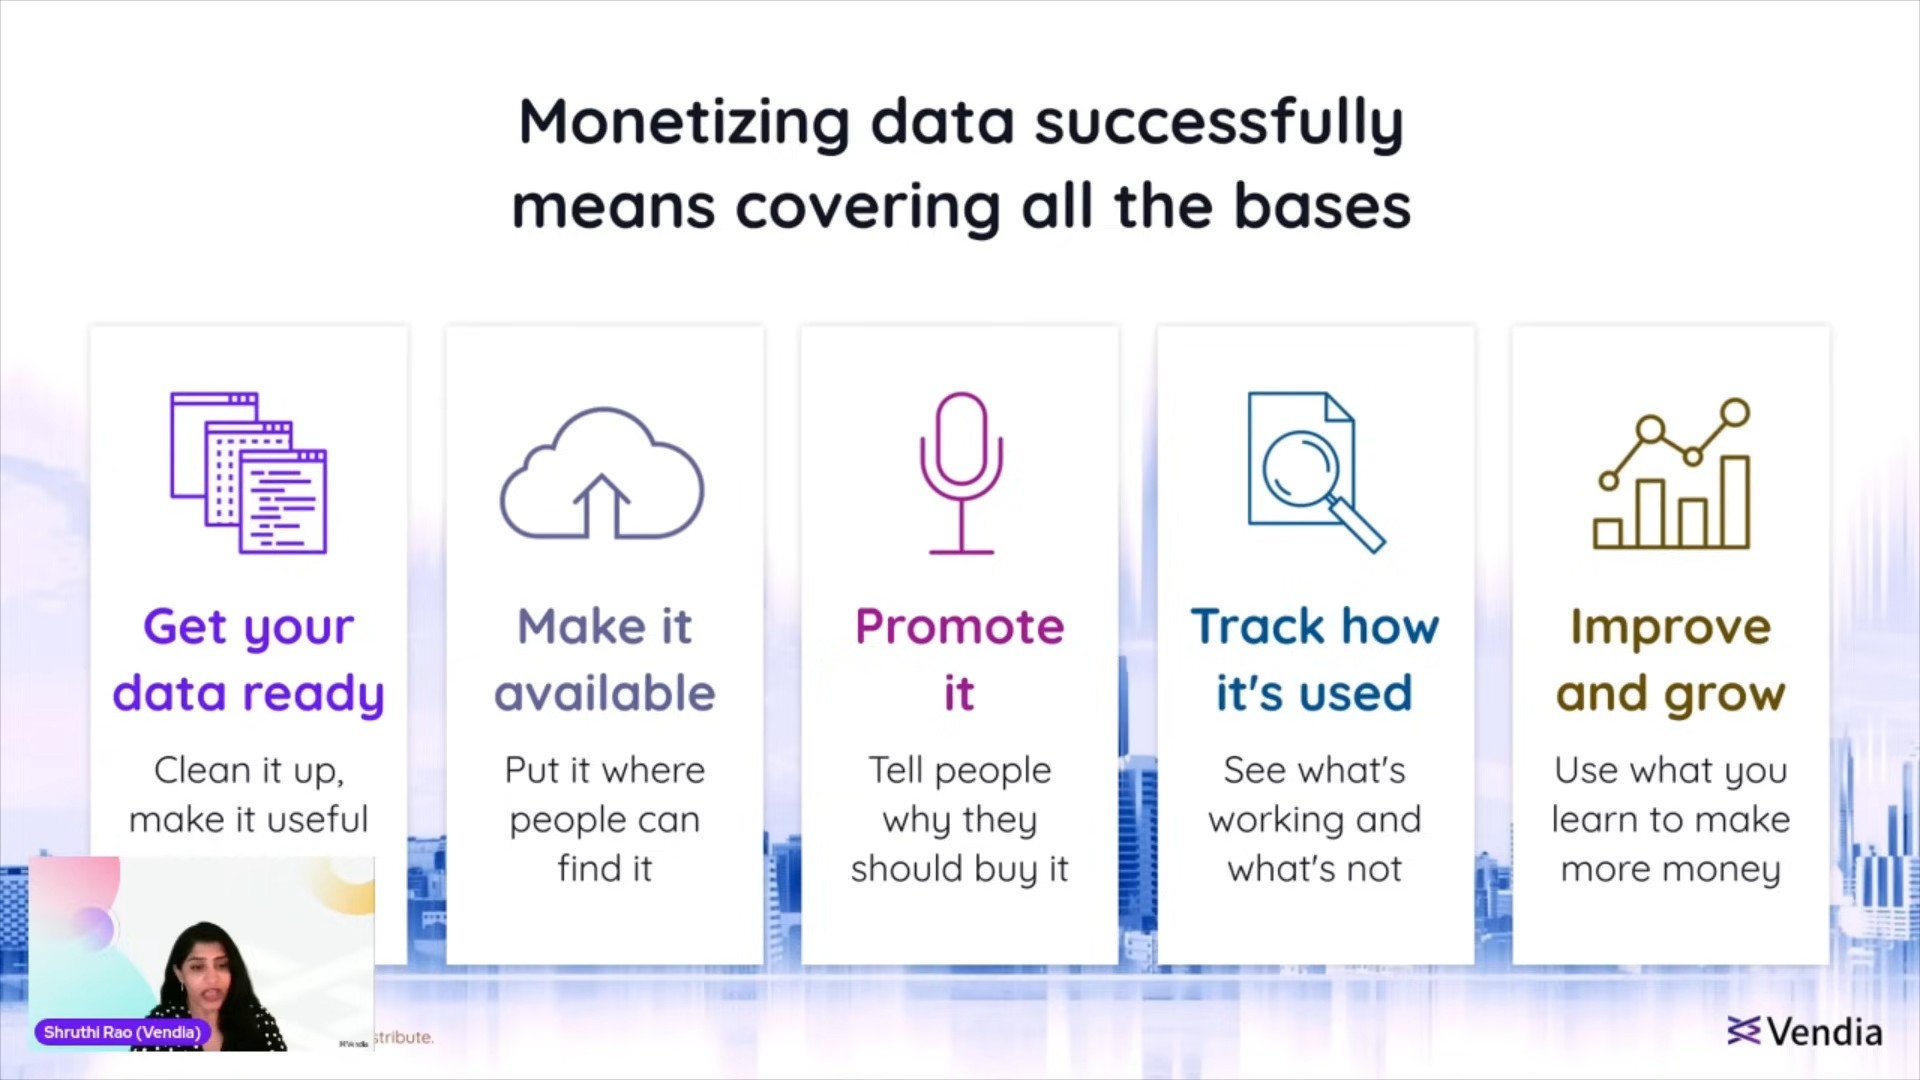 Monetizing data successfully
means covering all the bases
Get your
data ready
Clean it up,
make it useful
Make it
available
Put it where
people can
find it
Promote
it
Tell people
why they
should buy it
Track how
it's used
See what's
working and
what's not
Improve
and grow
Use what you
learn to make
more money
Shruthi Rao (Vendia)
Vendia
stribute.
Vendia